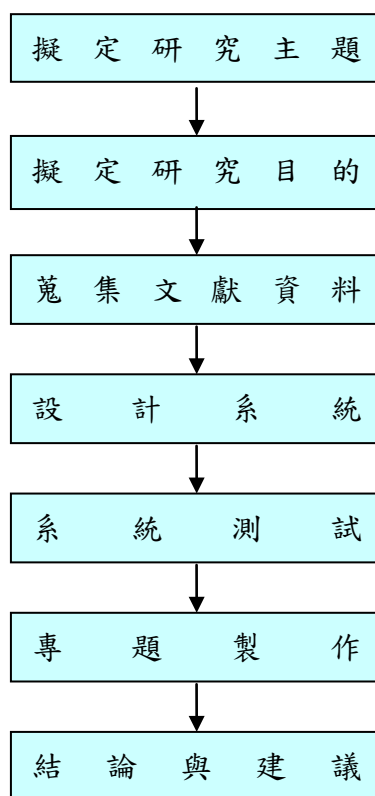 擬定研究主題
擬定研究目的
蒐集文獻資料
設計系統
系統測試
專題製作
結論與建議